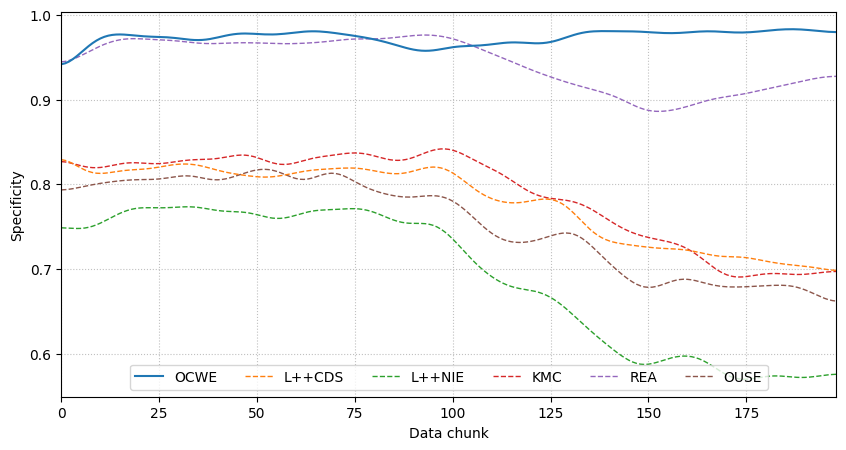 1.0
0.9
0.8
0.7
0.6
Specificity
OCWE L++CDS L++NIE KMC REA OUSE
0 25 50 75 100 125 150 175
Data chunk